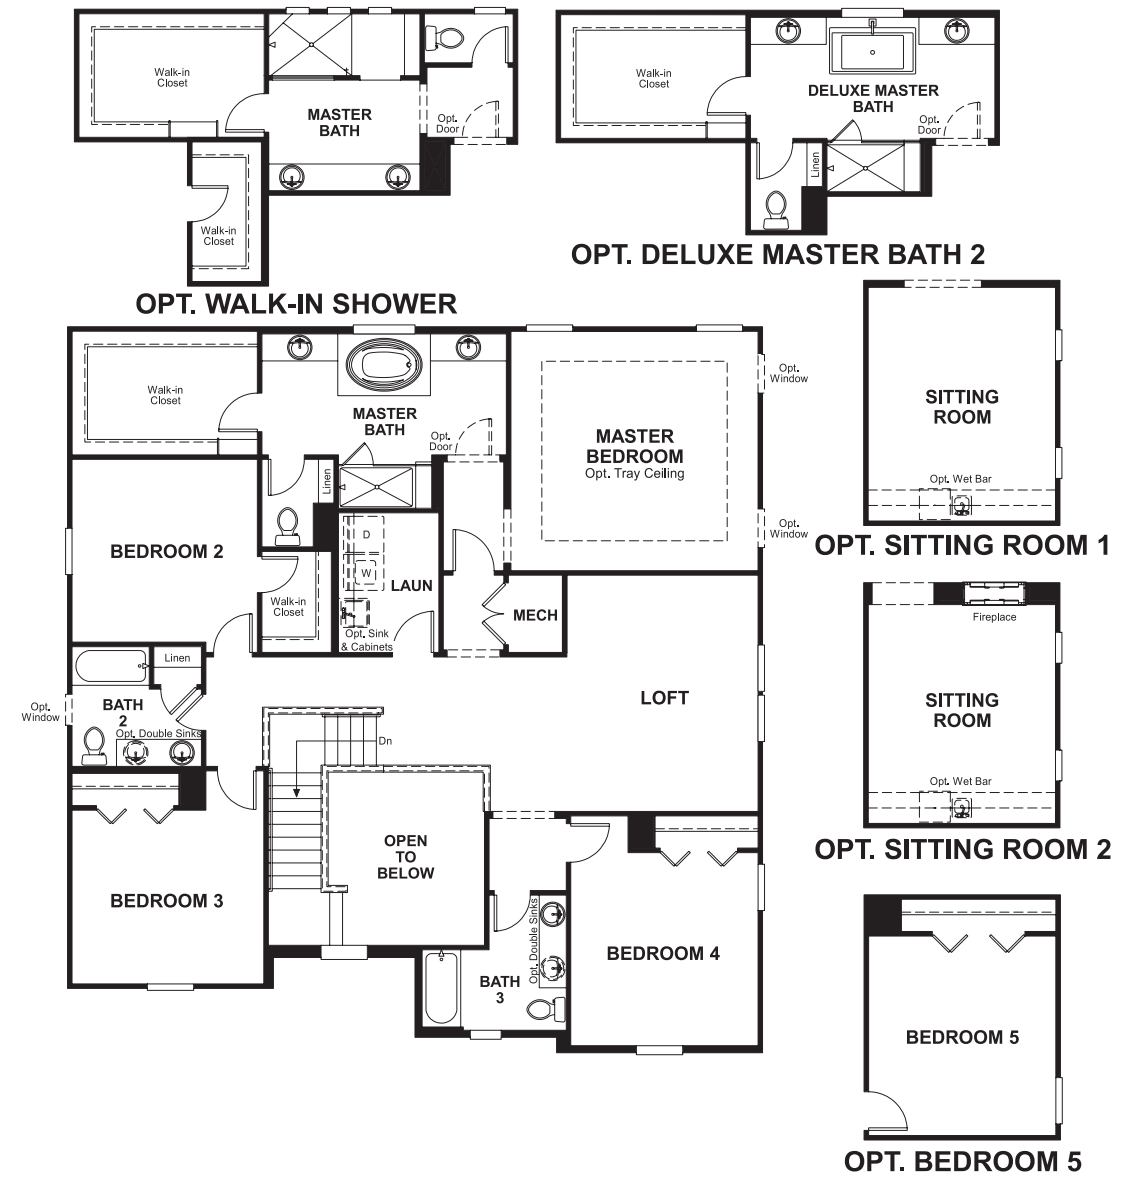 Walk-in
Closet
MASTER
BATH
Opt.
Door
Walk-in
Closet
OPT. WALK-IN SHOWER
Walk-in
Closet
DELUXE MASTER
BATH
Opt.
Door
Linen
OPT. DELUXE MASTER BATH 2
Walk-in
Closet
MASTER
BATH
Opt.
Door
Linen
MASTER
BEDROOM
Opt. Tray Ceiling
Opt.
Window
Opt.
Window
BEDROOM 2
Walk-in
Closet
D
W
LAUN
Opt. Sink
& Cabinets
MECH
LOFT
Linen
Opt.
Window
BATH
2
Opt. Double Sinks
Dn
OPEN
TO
BELOW
BEDROOM 3
Opt. Double Sinks
BATH
3
BEDROOM 4
SITTING
ROOM
Opt. Wet Bar
OPT. SITTING ROOM 1
Fireplace
SITTING
ROOM
Opt. Wet Bar
OPT. SITTING ROOM 2
BEDROOM 5
OPT. BEDROOM 5